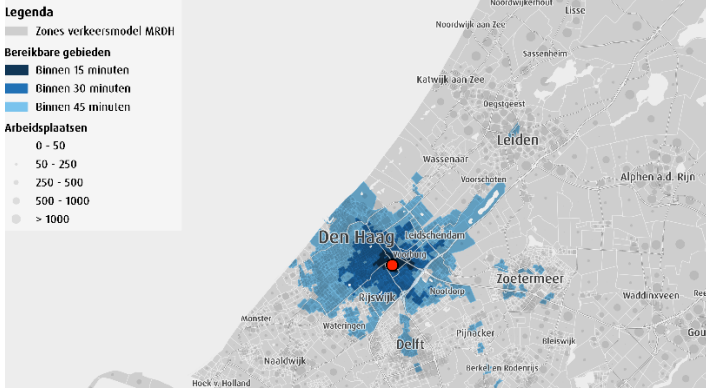 Legenda
Zones verkeersmodel MRDH
Bereikbare gebieden
Binnen 15 minuten
Binnen 30 minuten
Binnen 45 minuten
Arbeidsplaatsen
0 - 50
50 - 250
250 - 500
500 - 1000
> 1000
Noordwijkerhout
Lisse
Noordwijk aan Zee
Sassenheim
Katwijk aan Zee
Oegstgeest
Leiden
Wassenaar
Voorschoten
Alphen a.d. Rijn
Den Haag
Leidschendam
Voorburg
Zoetermeer
Nootdorp
Rijswijk
Waddinxveen
Monster
Wateringen
Pijnacker
Delft
Bleiswijk
Gou
Naaldwijk
Berkel en Rodenrijs
Hoek v. Holland